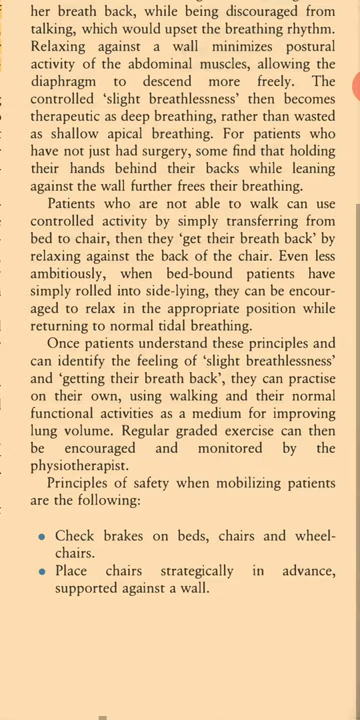 her breath back, while being discouraged from
talking, which would upset the breathing rhythm.
Relaxing against a wall minimizes postural
activity of the abdominal muscles, allowing the
diaphragm to descend more freely. The
controlled ‘slight breathlessness’ then becomes
therapeutic as deep breathing, rather than wasted
as shallow apical breathing. For patients who
have not just had surgery, some find that holding
their hands behind their backs while leaning
against the wall further frees their breathing.
Patients who are not able to walk can use
controlled activity by simply transferring from
bed to chair, then they ‘get their breath back’ by
relaxing against the back of the chair. Even less
ambitiously, when bed-bound patients have
simply rolled into side-lying, they can be encour-
aged to relax in the appropriate position while
returning to normal tidal breathing.
Once patients understand these principles and
can identify the feeling of ‘slight breathlessness’
and ‘getting their breath back’, they can practise
on their own, using walking and their normal
functional activities as a medium for improving
lung volume. Regular graded exercise can then
be encouraged and monitored by the
physiotherapist.
Principles of safety when mobilizing patients
are the following:
• Check brakes on beds, chairs and wheel-
chairs.
• Place chairs strategically in advance,
supported against a wall.